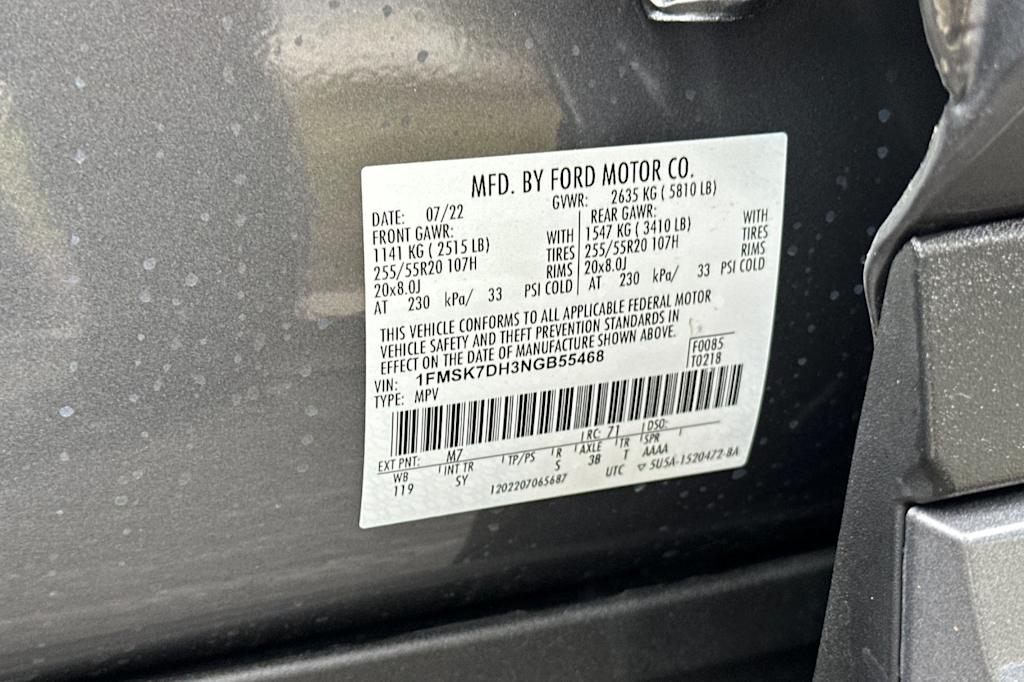 MFD. BY FORD MOTOR CO.
DATE: 07/22 GVWR: 2635 KG ( 5810 LB)
FRONT GAWR: REAR GAWR:
1141 KG ( 2515 LB) WITH 1547 KG ( 3410 LB) WITH
255/55R20 107H TIRES 255/55R20 107H TIRES
20x8.0J RIMS 20x8.0J RIMS
AT 230 kPa/ 33 PSI COLD AT 230 kPa/ 33 PSI COLD
THIS VEHICLE CONFORMS TO ALL APPLICABLE FEDERAL MOTOR
VEHICLE SAFETY AND THEFT PREVENTION STANDARDS IN
EFFECT ON THE DATE OF MANUFACTURE SHOWN ABOVE.
VIN: 1FMSK7DH3NGB55468 F0085
TYPE: MPV T0218
EXT PNT: M7 RC: 71 DSO:
WB INT TR TP/PS R AXLE TR SPR
119 SY S 3B T AAAA
1202207065687 UTC ▽ 5U5A-1520472-BA